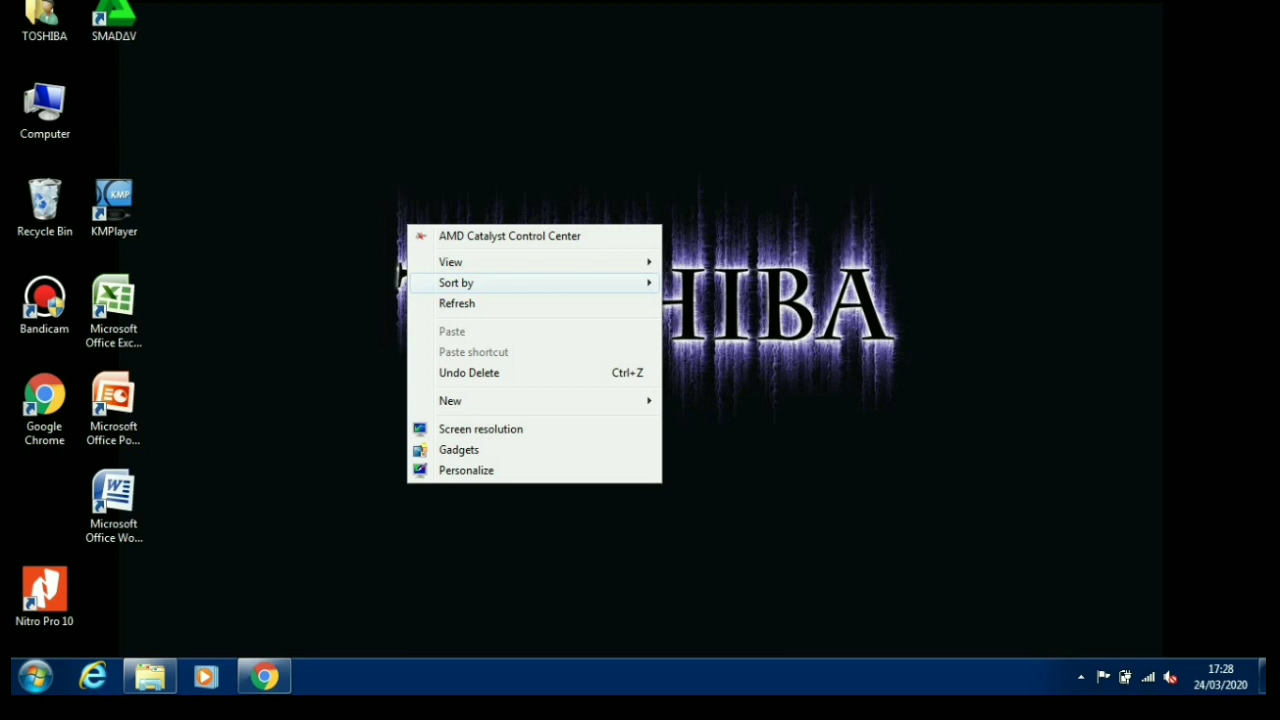 TOSHIBA
SMADΔV
Computer
Recycle Bin
KMPlayer
KMP
Bandicam
Microsoft
Office Exc...
Google
Chrome
Microsoft
Office Po...
Microsoft
Office Wo...
Nitro Pro 10
AMD Catalyst Control Center
View
Sort by
Refresh
Paste
Paste shortcut
Undo Delete Ctrl+Z
New
Screen resolution
Gadgets
Personalize
HIBA
17:28
24/03/2020